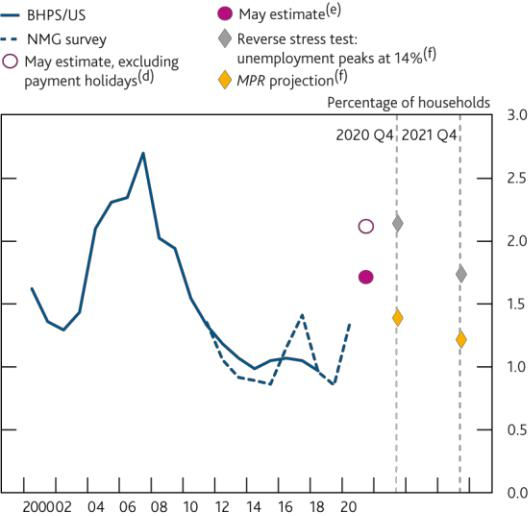 BHPS/US
NMG survey
May estimate, excluding
payment holidays(d)
May estimate(e)
Reverse stress test:
unemployment peaks at 14%(f)
MPR projection(f)
Percentage of households
2020 Q4 2021 Q4
3.0
2.5
2.0
1.5
1.0
0.5
0.0
2000 02 04 06 08 10 12 14 16 18 20